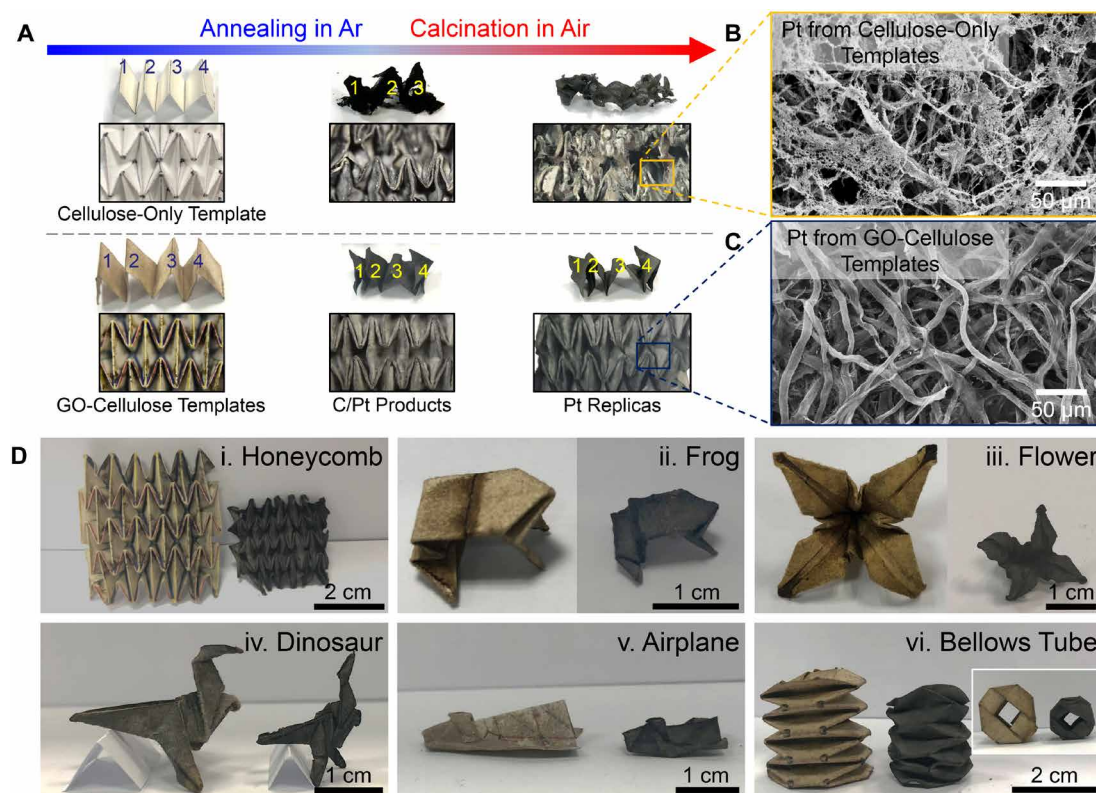 A
Annealing in Ar
Calcination in Air
1 2 3 4
1 2 3
Cellulose-Only Template
1 2 3 4
1 2 3 4
1 2 3 4
GO-Cellulose Templates
C/Pt Products
Pt Replicas
B
Pt from Cellulose-Only
Templates
50 µm
C
Pt from GO-Cellulose
Templates
50 µm
D
i. Honeycomb
2 cm
ii. Frog
1 cm
iii. Flower
1 cm
iv. Dinosaur
1 cm
v. Airplane
1 cm
vi. Bellows Tube
2 cm